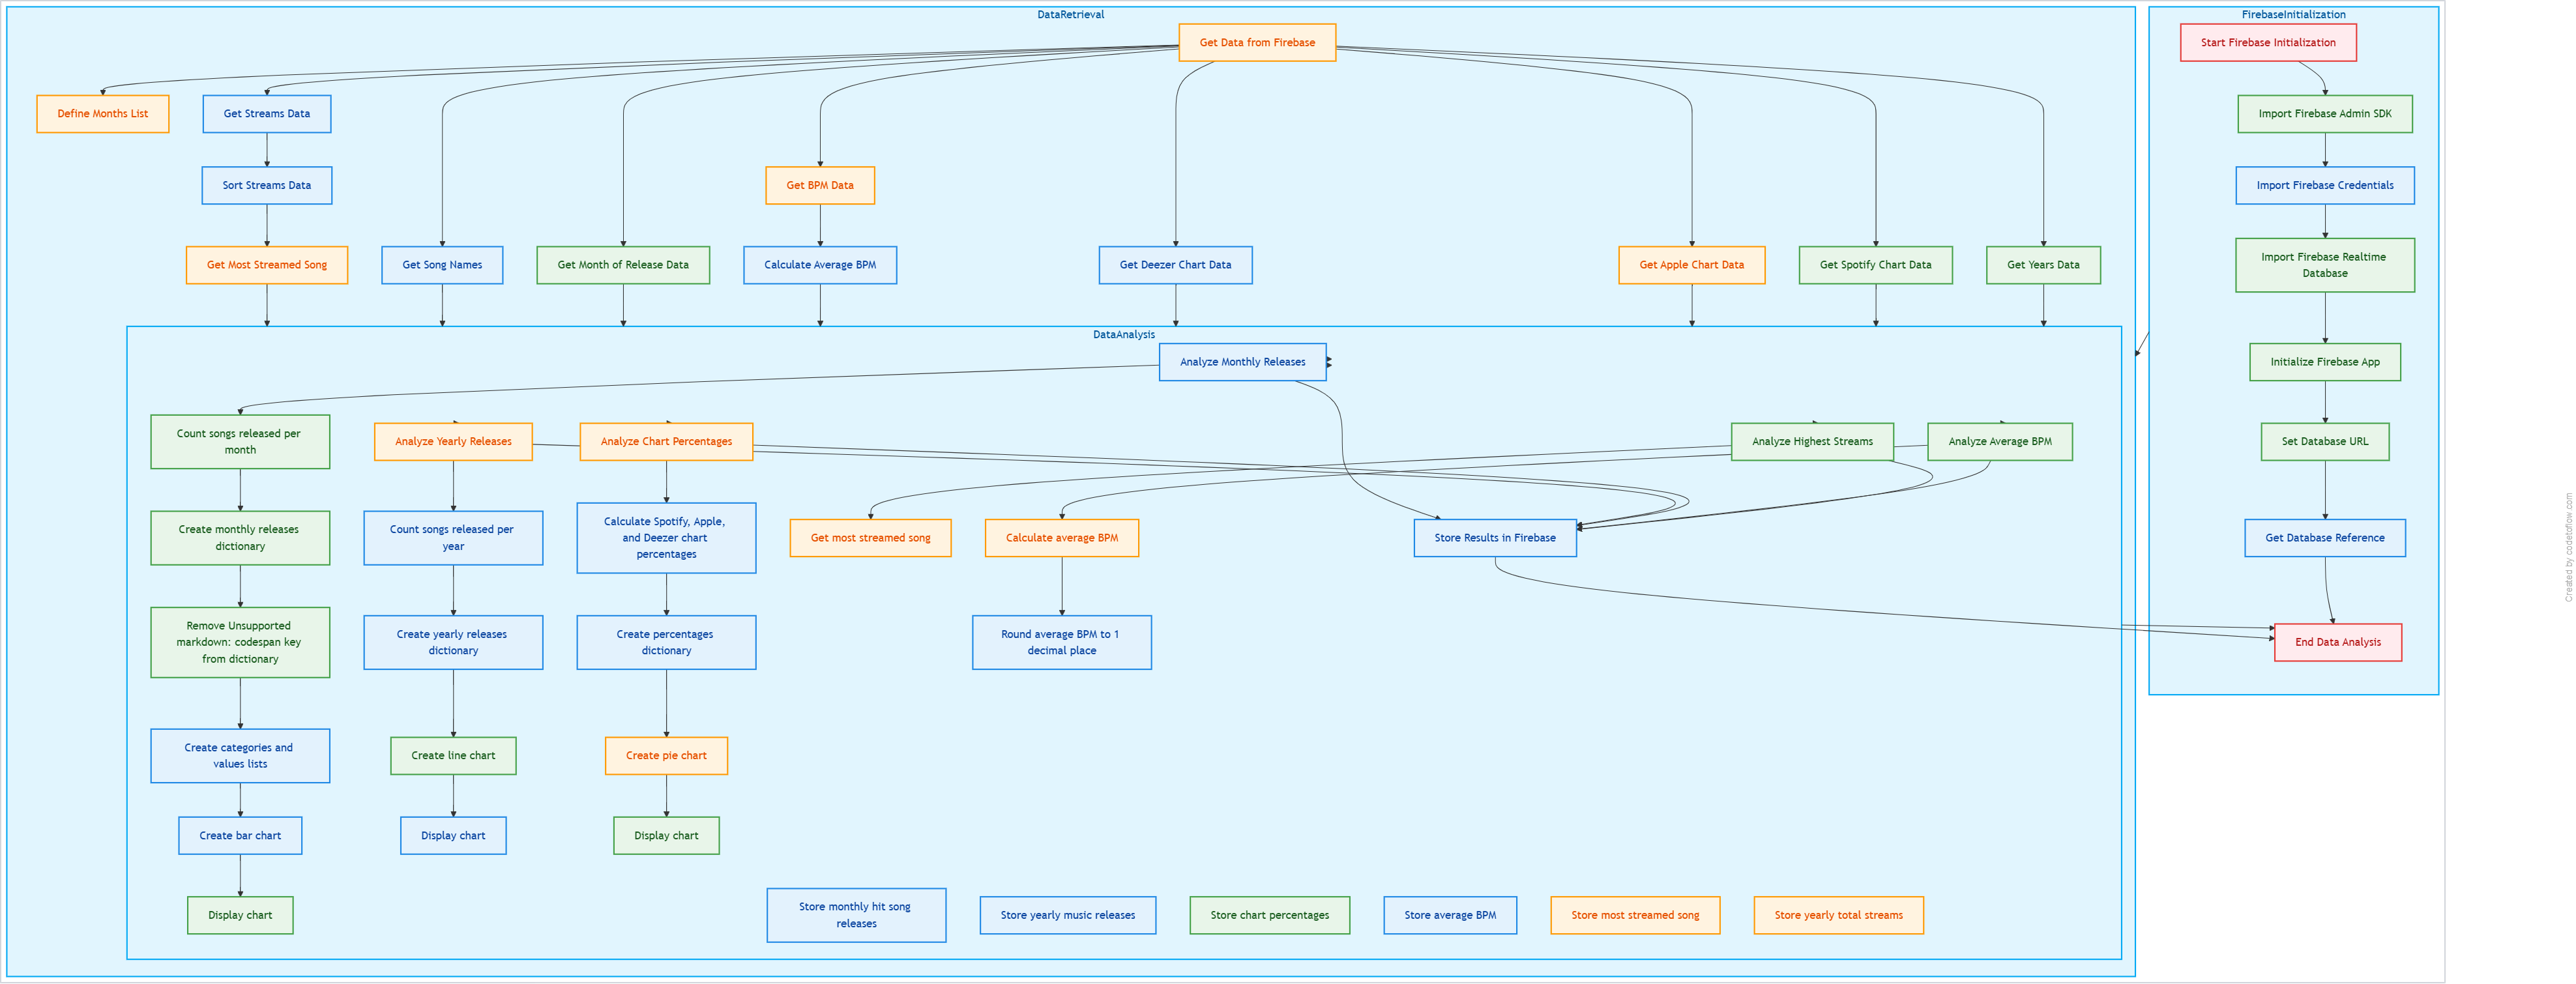 DataRetrieval
FirebaseInitialization
Get Data from Firebase
Start Firebase Initialization
Define Months List
Get Streams Data
Import Firebase Admin SDK
Sort Streams Data
Get BPM Data
Import Firebase Credentials
Get Most Streamed Song
Get Song Names
Get Month of Release Data
Calculate Average BPM
Get Deezer Chart Data
Get Apple Chart Data
Get Spotify Chart Data
Get Years Data
Import Firebase Realtime
Database
DataAnalysis
Analyze Monthly Releases
Initialize Firebase App
Count songs released per
month
Analyze Yearly Releases
Analyze Chart Percentages
Analyze Highest Streams
Analyze Average BPM
Set Database URL
Create monthly releases
dictionary
Count songs released per
year
Calculate Spotify, Apple,
and Deezer chart
percentages
Get most streamed song
Calculate average BPM
Store Results in Firebase
Get Database Reference
Remove Unsupported
markdown: codespan key
from dictionary
Create yearly releases
dictionary
Create percentages
dictionary
Round average BPM to 1
decimal place
End Data Analysis
Create categories and
values lists
Create line chart
Create pie chart
Create bar chart
Display chart
Display chart
Display chart
Store monthly hit song
releases
Store yearly music releases
Store chart percentages
Store average BPM
Store most streamed song
Store yearly total streams
Created by codetoflow.com